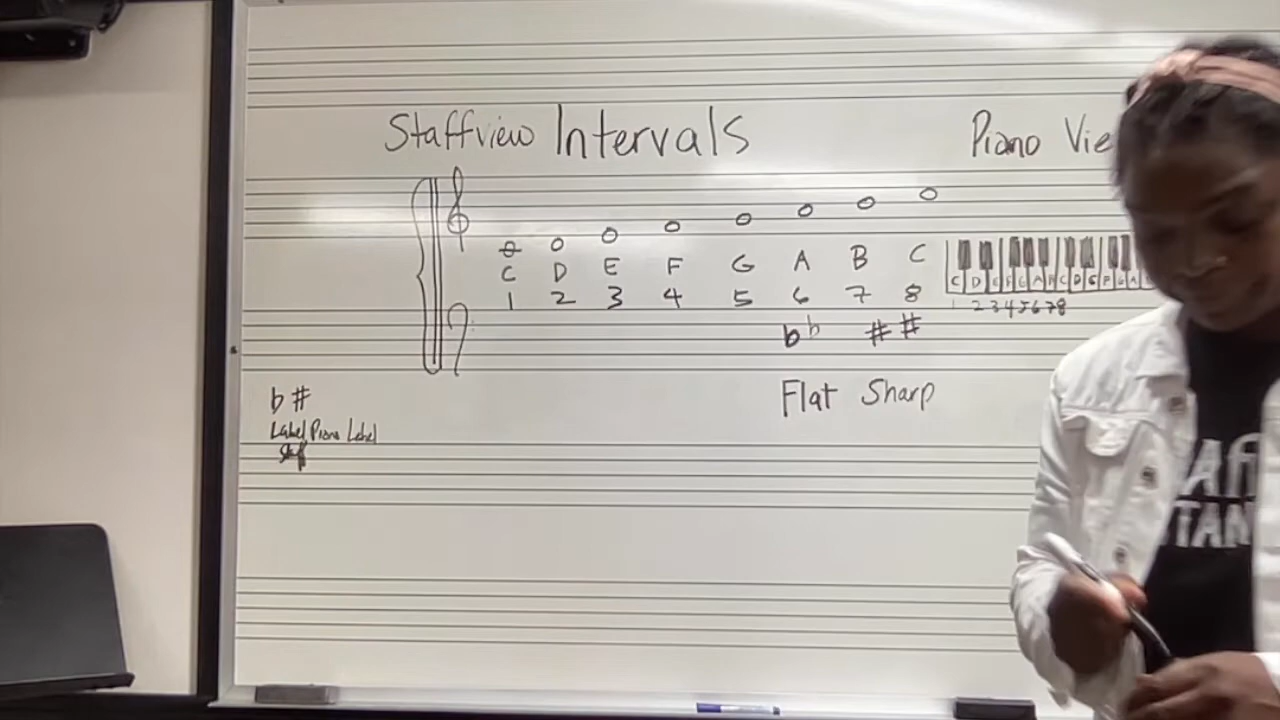 Staffview Intervals
Piano Vie
C D E F G A B C
1 2 3 4 5 6 7 8
C D E F G A B C D E F G A
1 2 3 4 5 6 7 8
b b # #
Flat Sharp
b #
Label Piano Label
Staff